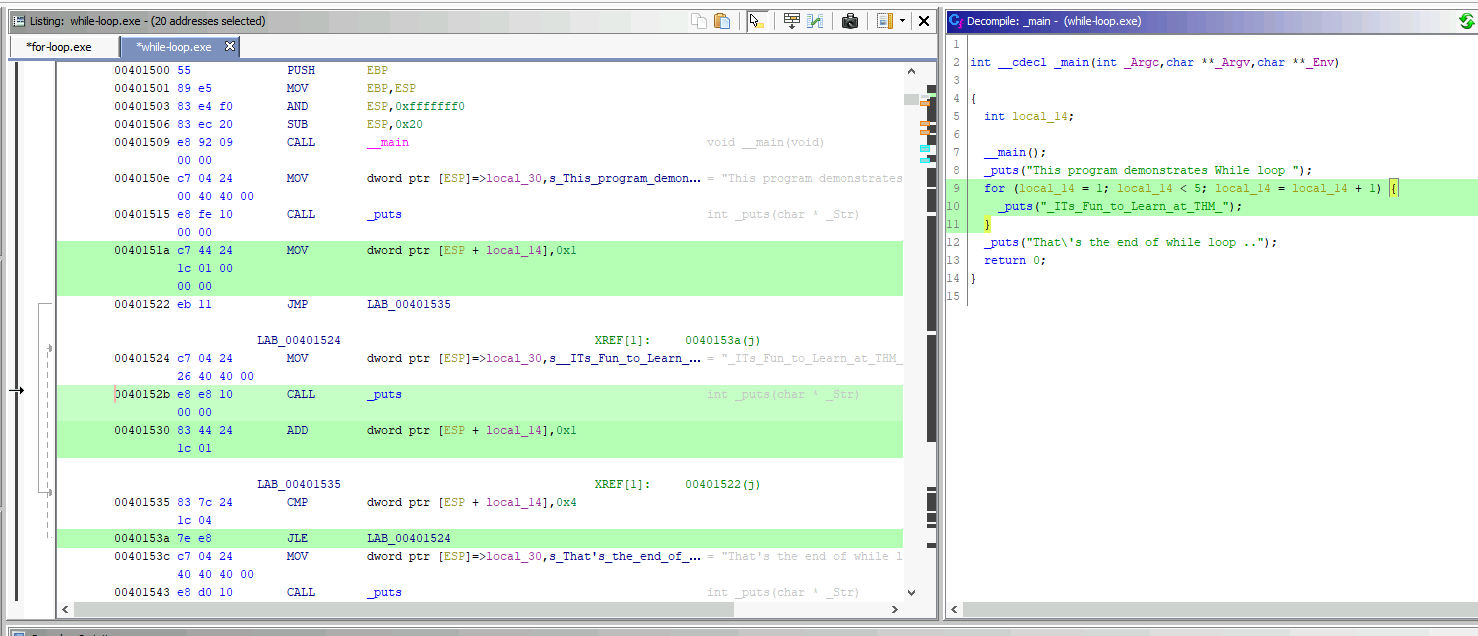 Listing: while-loop.exe - (20 addresses selected)
*for-loop.exe
*while-loop.exe
00401500 55 PUSH EBP
00401501 89 e5 MOV EBP,ESP
00401503 83 e4 f0 AND ESP,0xfffffff0
00401506 83 ec 20 SUB ESP,0x20
00401509 e8 92 09 CALL __main void __main(void)
00 00
0040150e c7 04 24 MOV dword ptr [ESP]=>local_30,s_This_program_demon... = "This program demonstrates
00 40 40 00
00401515 e8 fe 10 CALL _puts int _puts(char * _Str)
00 00
0040151a c7 44 24 MOV dword ptr [ESP + local_14],0x1
1c 01 00
00 00
00401522 eb 11 JMP LAB_00401535
LAB_00401524 XREF[1]: 0040153a(j)
00401524 c7 04 24 MOV dword ptr [ESP]=>local_30,s__ITs_Fun_to_Learn_... = "_ITs_Fun_to_Learn_at_THM_
26 40 40 00
0040152b e8 e8 10 CALL _puts int _puts(char * _Str)
00 00
00401530 83 44 24 ADD dword ptr [ESP + local_14],0x1
1c 01
LAB_00401535 XREF[1]: 00401522(j)
00401535 83 7c 24 CMP dword ptr [ESP + local_14],0x4
1c 04
0040153a 7e e8 JLE LAB_00401524
0040153c c7 04 24 MOV dword ptr [ESP]=>local_30,s_That's_the_end_of_... = "That's the end of while l
40 40 40 00
00401543 e8 d0 10 CALL _puts int _puts(char * _Str)
Decompile: _main - (while-loop.exe)
1
2 int __cdecl _main(int _Argc,char **_Argv,char **_Env)
3
4 {
5 int local_14;
6
7 __main();
8 _puts("This program demonstrates While loop ");
9 for (local_14 = 1; local_14 < 5; local_14 = local_14 + 1) {
10 _puts("_ITs_Fun_to_Learn_at_THM_");
11 }
12 _puts("That\'s the end of while loop ..");
13 return 0;
14 }
15